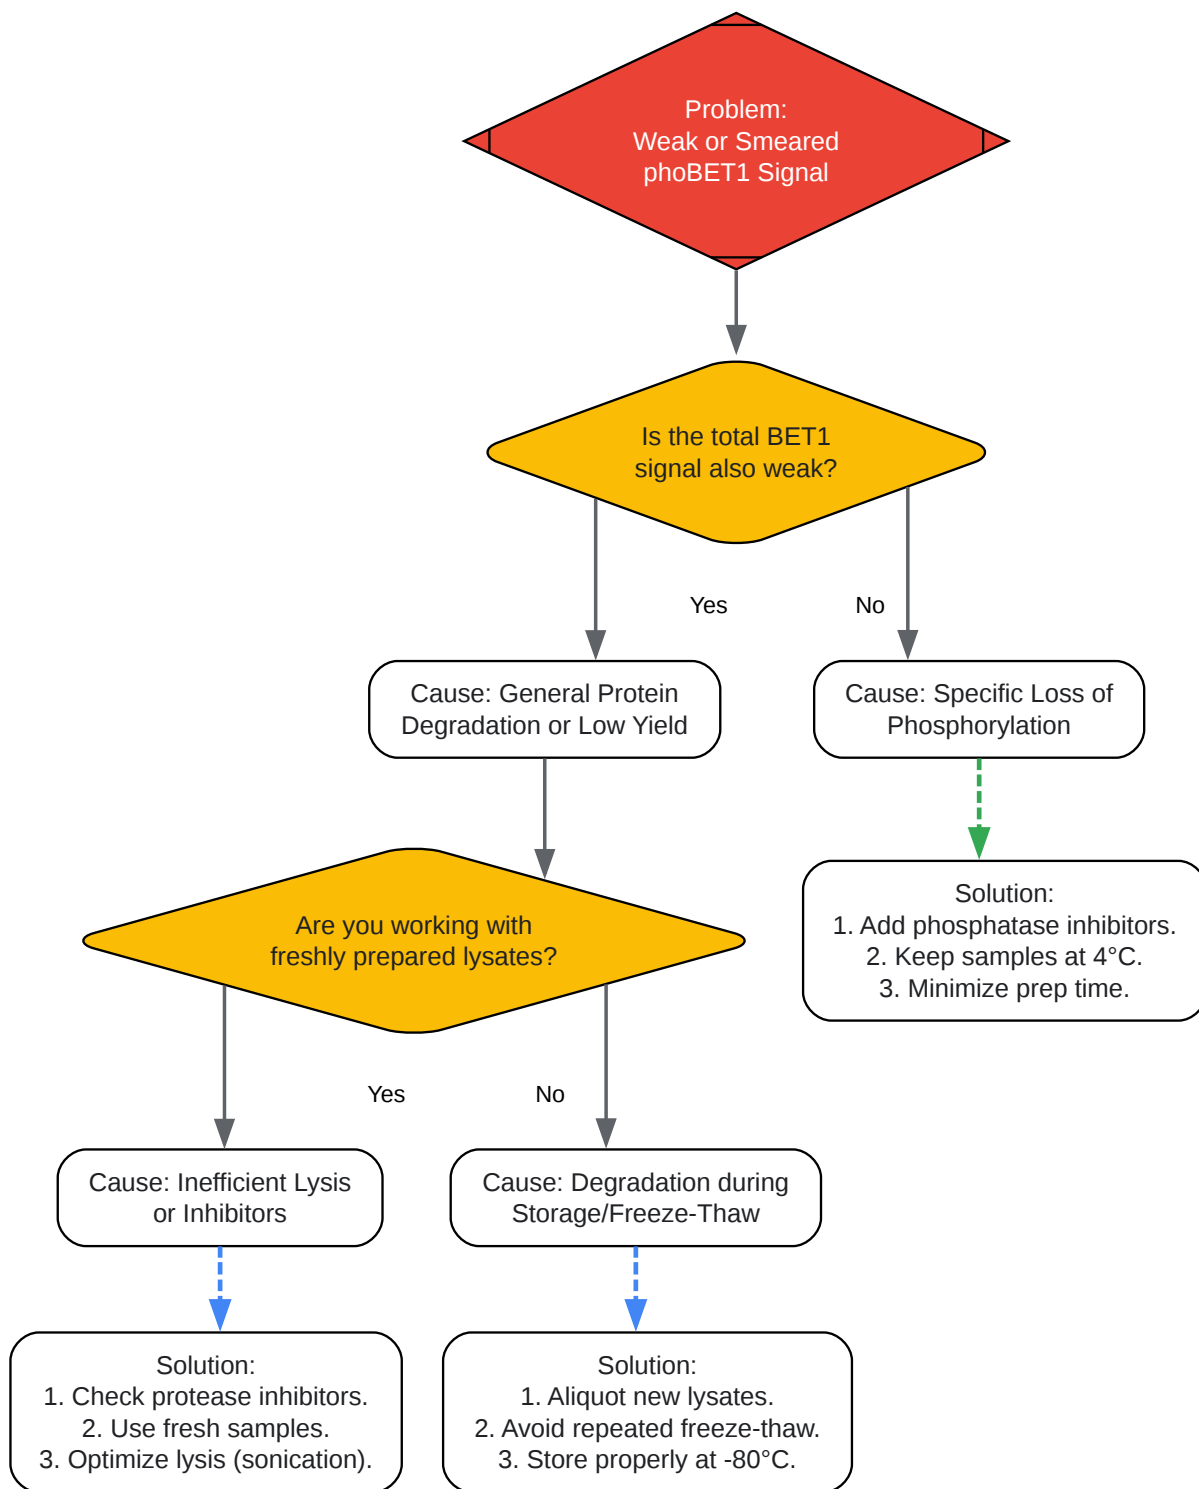 Problem:
Weak or Smeared
phoBET1 Signal
Is the total BET1
signal also weak?
Yes
No
Cause: General Protein
Degradation or Low Yield
Cause: Specific Loss of
Phosphorylation
Are you working with
freshly prepared lysates?
Solution:
1. Add phosphatase inhibitors.
2. Keep samples at 4°C.
3. Minimize prep time.
Yes
No
Cause: Inefficient Lysis
or Inhibitors
Cause: Degradation during
Storage/Freeze-Thaw
Solution:
1. Check protease inhibitors.
2. Use fresh samples.
3. Optimize lysis (sonication).
Solution:
1. Aliquot new lysates.
2. Avoid repeated freeze-thaw.
3. Store properly at -80°C.